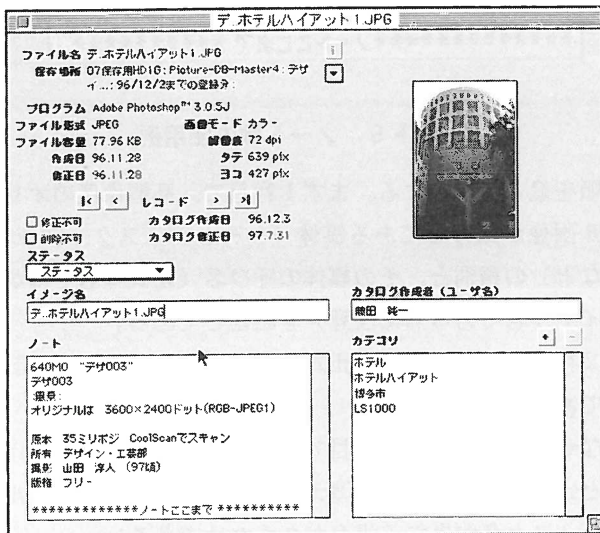 デ..ホテルハイアット1.JPG
ファイル名 デ..ホテルハイアット1.JPG
保存場所 07保存用HD1G:Picture-DB-Master4:デザ
イ...:96/12/2までの登録分:
プログラム Adobe Photoshop™ 3.0.5J
ファイル形式 JPEG 画像モード カラー
ファイル容量 77.96 KB 解像度 72 dpi
作成日 96.11.28 タテ 639 pix
修正日 96.11.28 ヨコ 427 pix
レコード
修正不可 カタログ作成日 96.12.3
削除不可 カタログ修正日 97.7.31
ステータス
ステータス
イメージ名 カタログ作成者(ユーザ名)
デ..ホテルハイアット1.JPG 純一
ノート
640MO "デザ003"
デザ003
:風景:
オリジナルは 3600×2400ドット(RGB-JPEG1)
原本 35ミリポジ CoolScanでスキャン
所有 デザイン・工芸部
撮影 山田 淳人 (97頃)
版権 フリー
*************ノートここまで **********
カテゴリ
ホテル
ホテルハイアット
博多市
LS1000